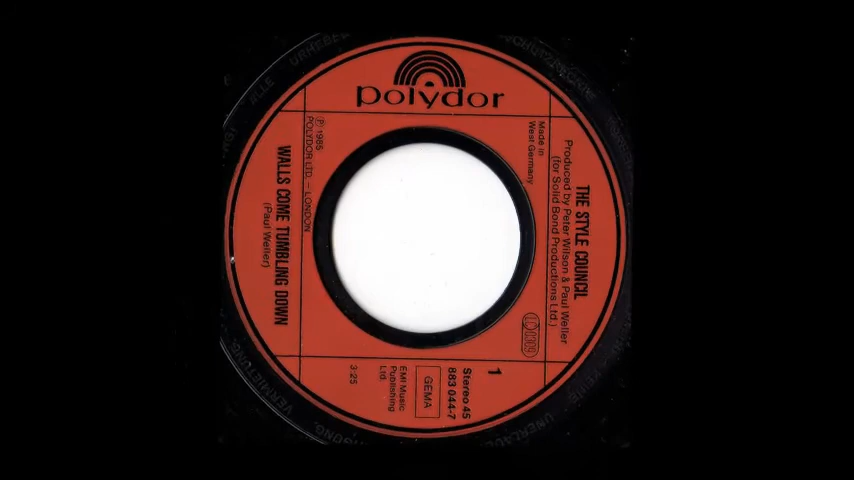 polydor
Made in
West Germany
℗ 1985
POLYDOR LTD. – LONDON
WALLS COME TUMBLING DOWN
(Paul Weller)
THE STYLE COUNCIL
Produced by Peter Wilson & Paul Weller
(for Solid Bond Productions Ltd.)
1
Stereo 45
883 044-7
GEMA
EMI Music
Publishing
Ltd.
3:25
ALLE
VERMIETUNG,